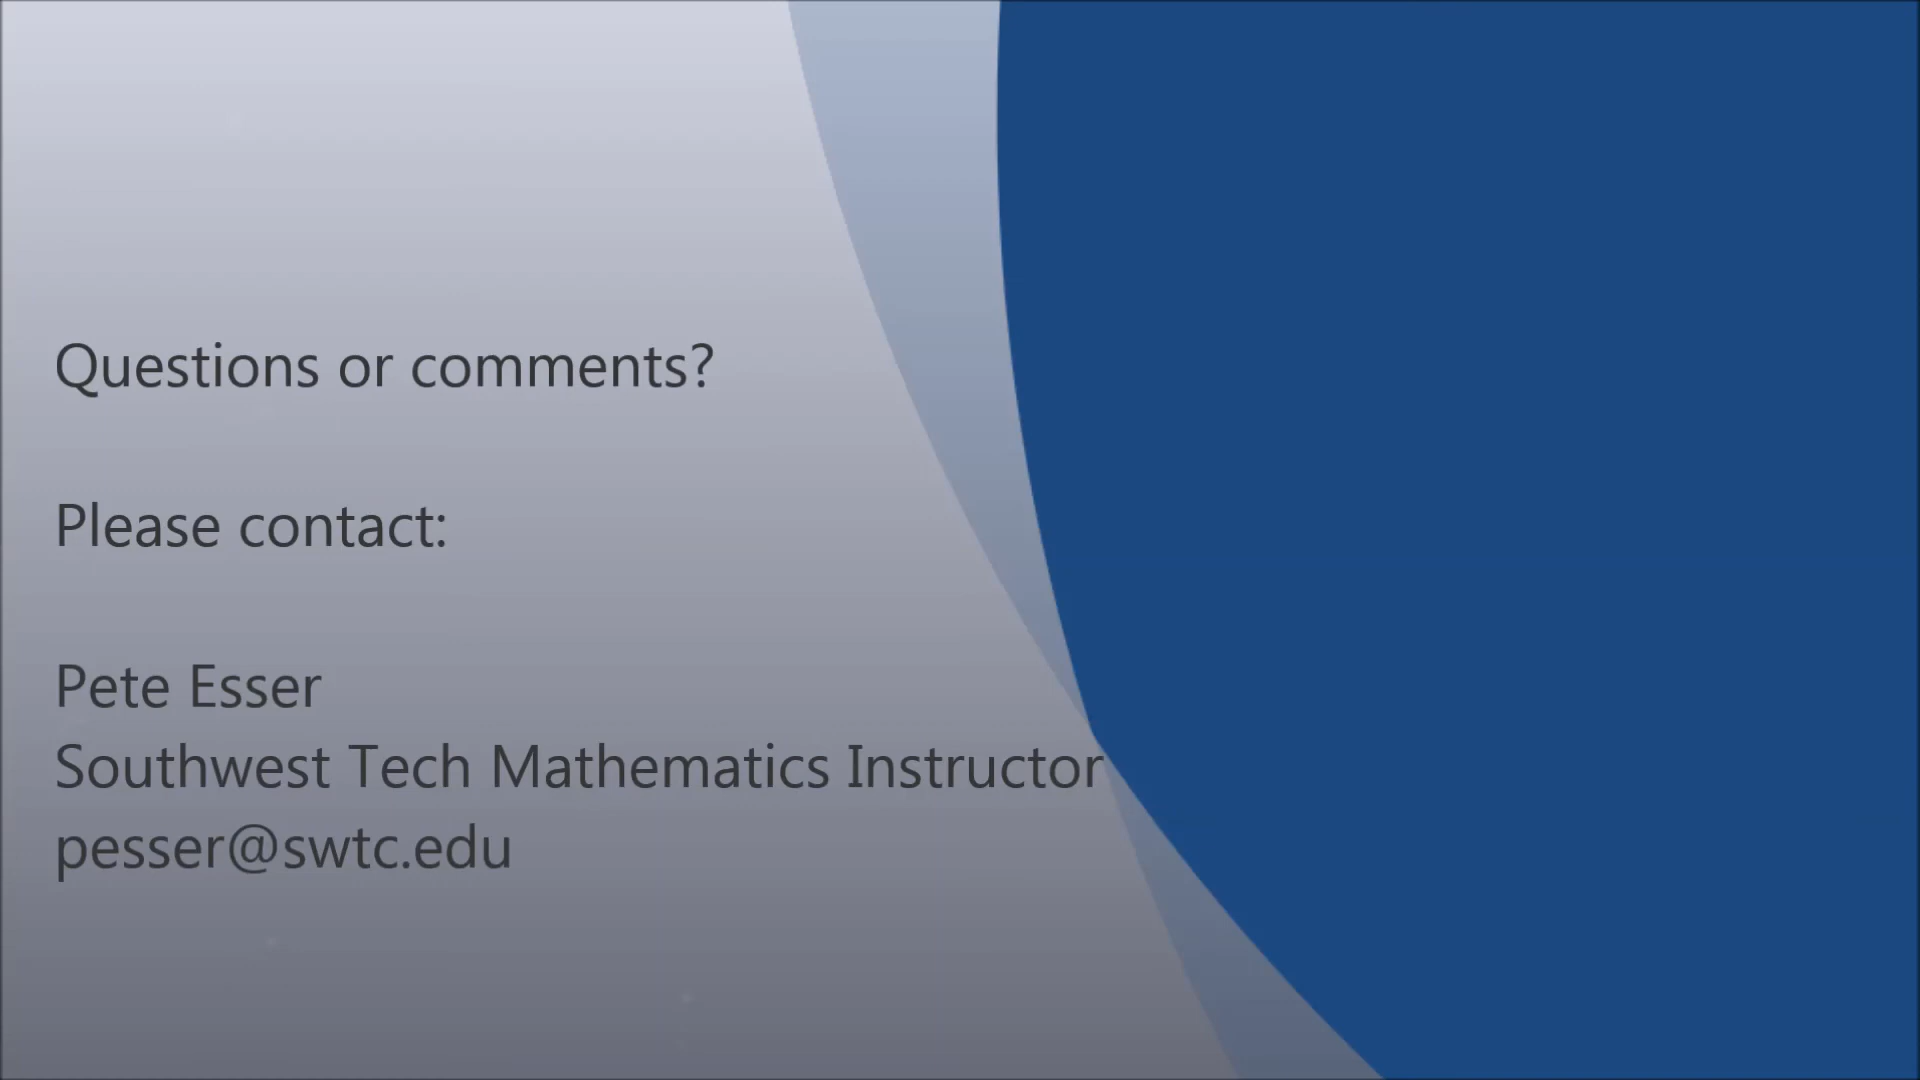 Questions or comments?
Please contact:
Pete Esser
Southwest Tech Mathematics Instructor
pesser@swtc.edu